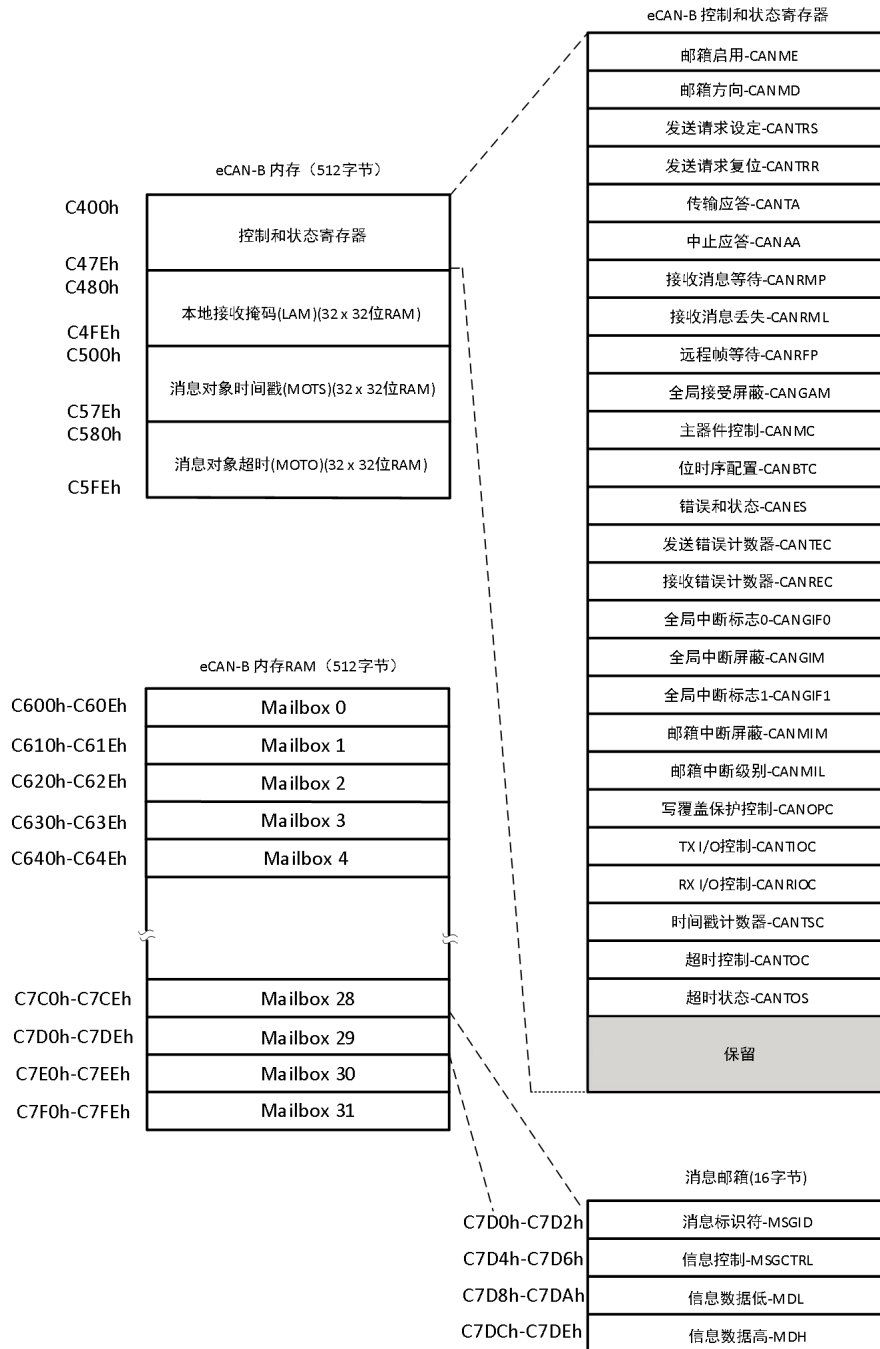 eCAN-B 控制和状态寄存器
邮箱启用-CANME
邮箱方向-CANMD
发送请求设定-CANTRS
发送请求复位-CANTRR
传输应答-CANTA
中止应答-CANAA
接收消息等待-CANRMP
接收消息丢失-CANRML
远程帧等待-CANRFP
全局接受屏蔽-CANGAM
主器件控制-CANMC
位时序配置-CANBTC
错误和状态-CANES
发送错误计数器-CANTEC
接收错误计数器-CANREC
全局中断标志0-CANGIF0
全局中断屏蔽-CANGIM
全局中断标志1-CANGIF1
邮箱中断屏蔽-CANMIM
邮箱中断级别-CANMIL
写覆盖保护控制-CANOPC
TX I/O控制-CANTIOC
RX I/O控制-CANRIOC
时间戳计数器-CANTSC
超时控制-CANTOC
超时状态-CANTOS
保留
eCAN-B 内存（512字节）
C400h
控制和状态寄存器
C47Eh
C480h
本地接收掩码(LAM)(32 x 32位RAM)
C4FEh
C500h
消息对象时间戳(MOTS)(32 x 32位RAM)
C57Eh
C580h
消息对象超时(MOTO)(32 x 32位RAM)
C5FEh
eCAN-B 内存RAM（512字节）
C600h-C60Eh Mailbox 0
C610h-C61Eh Mailbox 1
C620h-C62Eh Mailbox 2
C630h-C63Eh Mailbox 3
C640h-C64Eh Mailbox 4
C7C0h-C7CEh Mailbox 28
C7D0h-C7DEh Mailbox 29
C7E0h-C7EEh Mailbox 30
C7F0h-C7FEh Mailbox 31
消息邮箱(16字节)
C7D0h-C7D2h 消息标识符-MSGID
C7D4h-C7D6h 信息控制-MSGCTRL
C7D8h-C7DAh 信息数据低-MDL
C7DCh-C7DEh 信息数据高-MDH